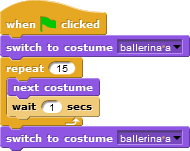 when clicked
switch to costume ballerina's
repeat 15
next costume
wait 1 secs
switch to costume ballerina's